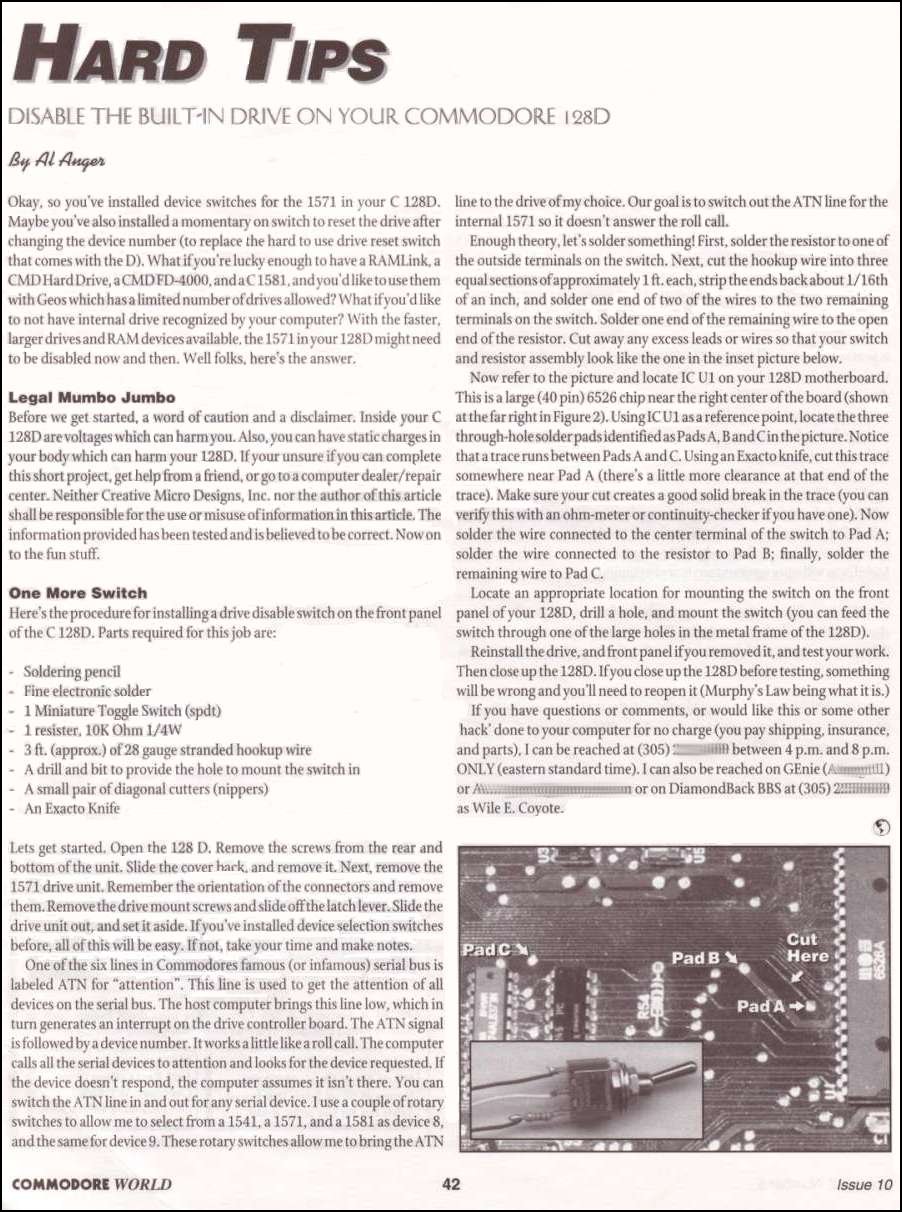 HARD TIPS
DISABLE THE BUILT-IN DRIVE ON YOUR COMMODORE 128D
By Al Anger
Okay, so you've installed device switches for the 1571 in your C 128D.
Maybe you've also installed a momentary on switch to reset the drive after
changing the device number (to replace the hard to use drive reset switch
that comes with the D). What if you're lucky enough to have a RAMLink, a
CMD Hard Drive, a CMD FD-4000, and a C 1581, and you'd like to use them
with Geos which has a limited number of drives allowed? What if you'd like
to not have internal drive recognized by your computer? With the faster,
larger drives and RAM devices available, the 1571 in your 128D might need
to be disabled now and then. Well folks, here's the answer.
Legal Mumbo Jumbo
Before we get started, a word of caution and a disclaimer. Inside your C
128D are voltages which can harm you. Also, you can have static charges in
your body which can harm your 128D. If your unsure if you can complete
this short project, get help from a friend, or go to a computer dealer/repair
center. Neither Creative Micro Designs, Inc. nor the author of this article
shall be responsible for the use or misuse of information in this article. The
information provided has been tested and is believed to be correct. Now on
to the fun stuff.
One More Switch
Here's the procedure for installing a drive disable switch on the front panel
of the C 128D. Parts required for this job are:
- Soldering pencil
- Fine electronic solder
- 1 Miniature Toggle Switch (spdt)
- 1 resister, 10K Ohm 1/4W
- 3 ft. (approx.) of 28 gauge stranded hookup wire
- A drill and bit to provide the hole to mount the switch in
- A small pair of diagonal cutters (nippers)
- An Exacto Knife
Lets get started. Open the 128 D. Remove the screws from the rear and
bottom of the unit. Slide the cover back, and remove it. Next, remove the
1571 drive unit. Remember the orientation of the connectors and remove
them. Remove the drive mount screws and slide off the latch lever. Slide the
drive unit out, and set it aside. If you've installed device selection switches
before, all of this will be easy. If not, take your time and make notes.
One of the six lines in Commodores famous (or infamous) serial bus is
labeled ATN for "attention". This line is used to get the attention of all
devices on the serial bus. The host computer brings this line low, which in
turn generates an interrupt on the drive controller board. The ATN signal
is followed by a device number. It works a little like a roll call. The computer
calls all the serial devices to attention and looks for the device requested. If
the device doesn't respond, the computer assumes it isn't there. You can
switch the ATN line in and out for any serial device. I use a couple of rotary
switches to allow me to select from a 1541, a 1571, and a 1581 as device 8,
and the same for device 9. These rotary switches allow me to bring the ATN
line to the drive of my choice. Our goal is to switch out the ATN line for the
internal 1571 so it doesn't answer the roll call.
Enough theory, let's solder something! First, solder the resistor to one of
the outside terminals on the switch. Next, cut the hookup wire into three
equal sections of approximately 1 ft. each, strip the ends back about 1/16th
of an inch, and solder one end of two of the wires to the two remaining
terminals on the switch. Solder one end of the remaining wire to the open
end of the resistor. Cut away any excess leads or wires so that your switch
and resistor assembly look like the one in the inset picture below.
Now refer to the picture and locate IC U1 on your 128D motherboard.
This is a large (40 pin) 6526 chip near the right center of the board (shown
at the far right in Figure 2). Using IC U1 as a reference point, locate the three
through-hole solder pads identified as Pads A, B and C in the picture. Notice
that a trace runs between Pads A and C. Using an Exacto knife, cut this trace
somewhere near Pad A (there's a little more clearance at that end of the
trace). Make sure your cut creates a good solid break in the trace (you can
verify this with an ohm-meter or continuity-checker if you have one). Now
solder the wire connected to the center terminal of the switch to Pad A;
solder the wire connected to the resistor to Pad B; finally, solder the
remaining wire to Pad C.
Locate an appropriate location for mounting the switch on the front
panel of your 128D, drill a hole, and mount the switch (you can feed the
switch through one of the large holes in the metal frame of the 128D).
Reinstall the drive, and front panel if you removed it, and test your work.
Then close up the 128D. If you close up the 128D before testing, something
will be wrong and you'll need to reopen it (Murphy's Law being what it is.)
If you have questions or comments, or would like this or some other
'hack' done to your computer for no charge (you pay shipping, insurance,
and parts), I can be reached at (305) between 4 p.m. and 8 p.m.
ONLY (eastern standard time). I can also be reached on GEnie ( )
or or on DiamondBack BBS at (305)
as Wile E. Coyote.
U3
U5
Pad C
Pad B
Cut
Here
Pad A
R5A
6526A
C1
COMMODORE WORLD
42
Issue 10